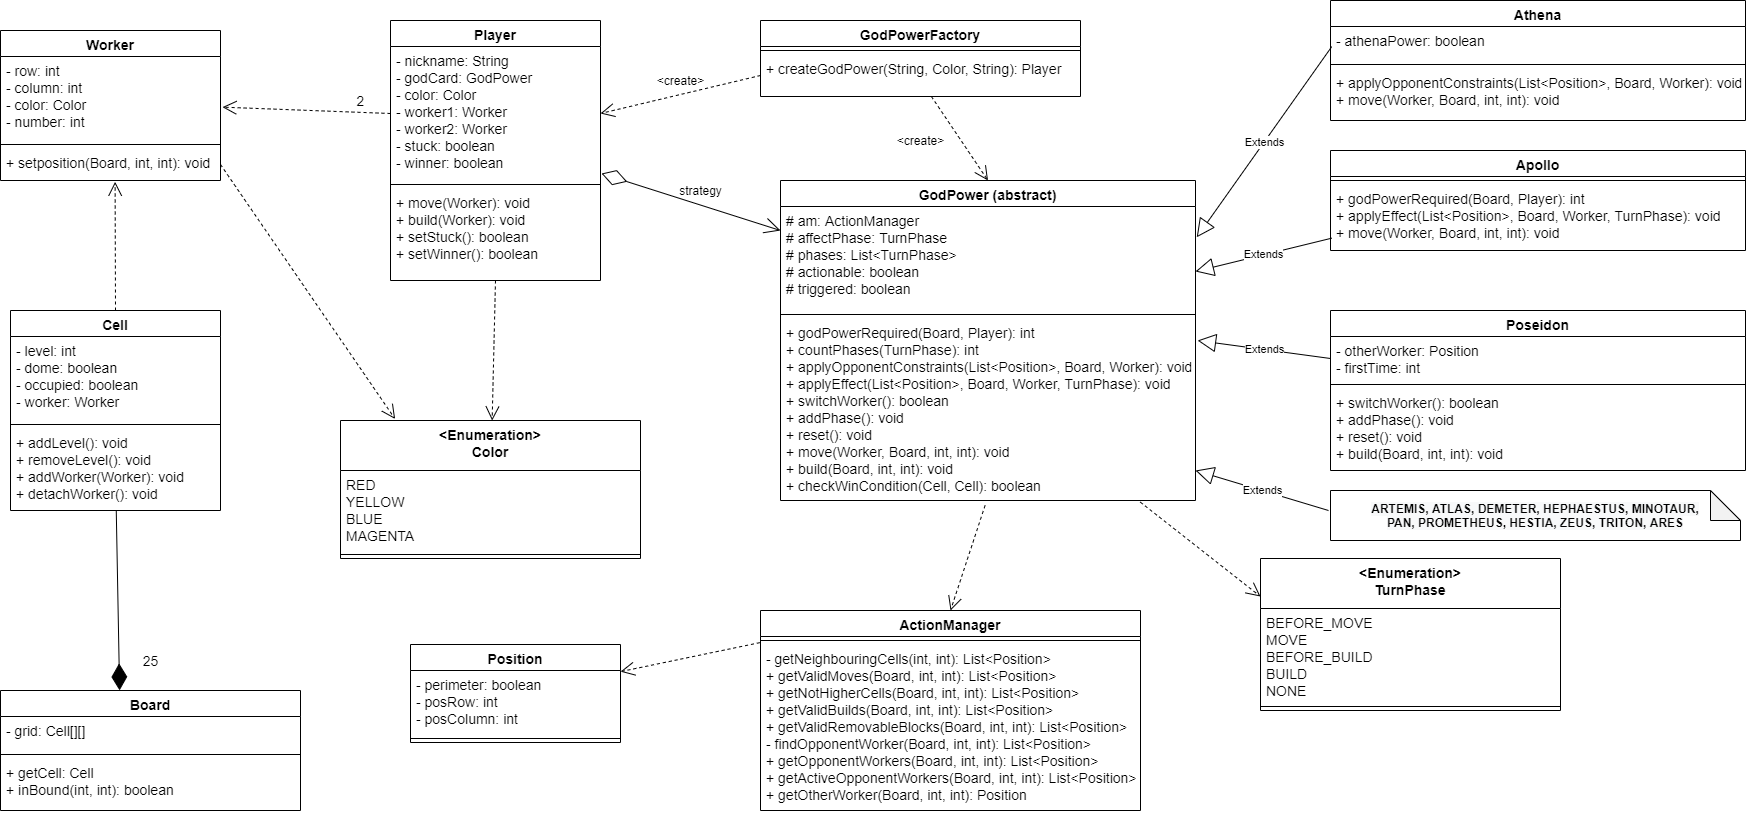 Worker
- row: int
- column: int
- color: Color
- number: int
+ setposition(Board, int, int): void
2
Player
- nickname: String
- godCard: GodPower
- color: Color
- worker1: Worker
- worker2: Worker
- stuck: boolean
- winner: boolean
+ move(Worker): void
+ build(Worker): void
+ setStuck(): boolean
+ setWinner(): boolean
<create>
GodPowerFactory
+ createGodPower(String, Color, String): Player
<create>
strategy
GodPower (abstract)
# am: ActionManager
# affectPhase: TurnPhase
# phases: List<TurnPhase>
# actionable: boolean
# triggered: boolean
+ godPowerRequired(Board, Player): int
+ countPhases(TurnPhase): int
+ applyOpponentConstraints(List<Position>, Board, Worker): void
+ applyEffect(List<Position>, Board, Worker, TurnPhase): void
+ switchWorker(): boolean
+ addPhase(): void
+ reset(): void
+ move(Worker, Board, int, int): void
+ build(Board, int, int): void
+ checkWinCondition(Cell, Cell): boolean
Athena
- athenaPower: boolean
+ applyOpponentConstraints(List<Position>, Board, Worker): void
+ move(Worker, Board, int, int): void
Extends
Apollo
+ godPowerRequired(Board, Player): int
+ applyEffect(List<Position>, Board, Worker, TurnPhase): void
+ move(Worker, Board, int, int): void
Extends
Poseidon
- otherWorker: Position
- firstTime: int
+ switchWorker(): boolean
+ addPhase(): void
+ reset(): void
+ build(Board, int, int): void
Extends
Extends
ARTEMIS, ATLAS, DEMETER, HEPHAESTUS, MINOTAUR,
PAN, PROMETHEUS, HESTIA, ZEUS, TRITON, ARES
Cell
- level: int
- dome: boolean
- occupied: boolean
- worker: Worker
+ addLevel(): void
+ removeLevel(): void
+ addWorker(Worker): void
+ detachWorker(): void
<Enumeration>
Color
RED
YELLOW
BLUE
MAGENTA
25
Board
- grid: Cell[][]
+ getCell: Cell
+ inBound(int, int): boolean
Position
- perimeter: boolean
- posRow: int
- posColumn: int
ActionManager
- getNeighbouringCells(int, int): List<Position>
+ getValidMoves(Board, int, int): List<Position>
+ getNotHigherCells(Board, int, int): List<Position>
+ getValidBuilds(Board, int, int): List<Position>
+ getValidRemovableBlocks(Board, int, int): List<Position>
- findOpponentWorker(Board, int, int): List<Position>
+ getOpponentWorkers(Board, int, int): List<Position>
+ getActiveOpponentWorkers(Board, int, int): List<Position>
+ getOtherWorker(Board, int, int): Position
<Enumeration>
TurnPhase
BEFORE_MOVE
MOVE
BEFORE_BUILD
BUILD
NONE